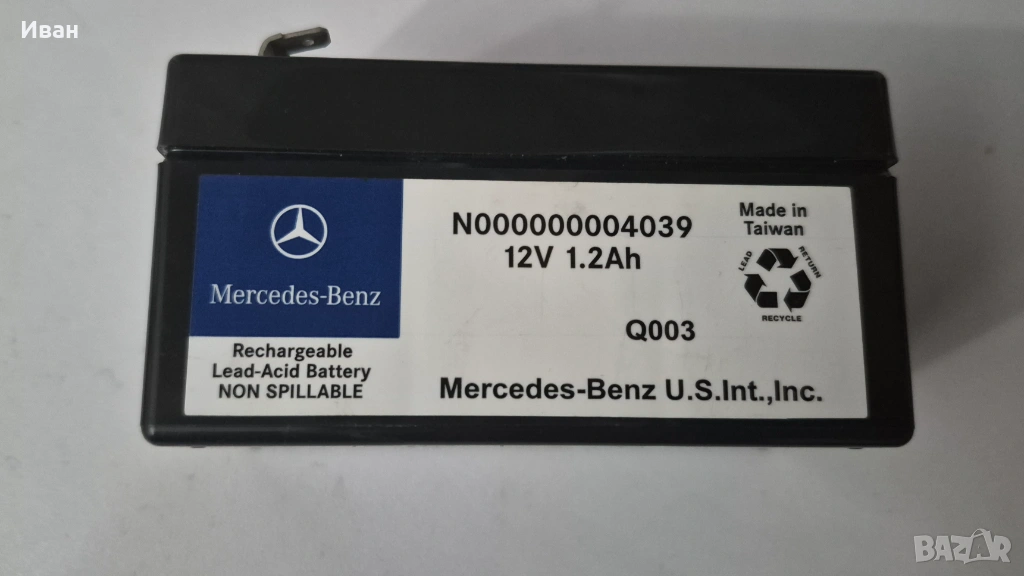 Иван
N000000004039
12V 1.2Ah
Made in
Taiwan
LEAD
RETURN
RECYCLE
Mercedes-Benz
Q003
Rechargeable
Lead-Acid Battery
NON SPILLABLE
Mercedes-Benz U.S.Int.,Inc.
BAZAR